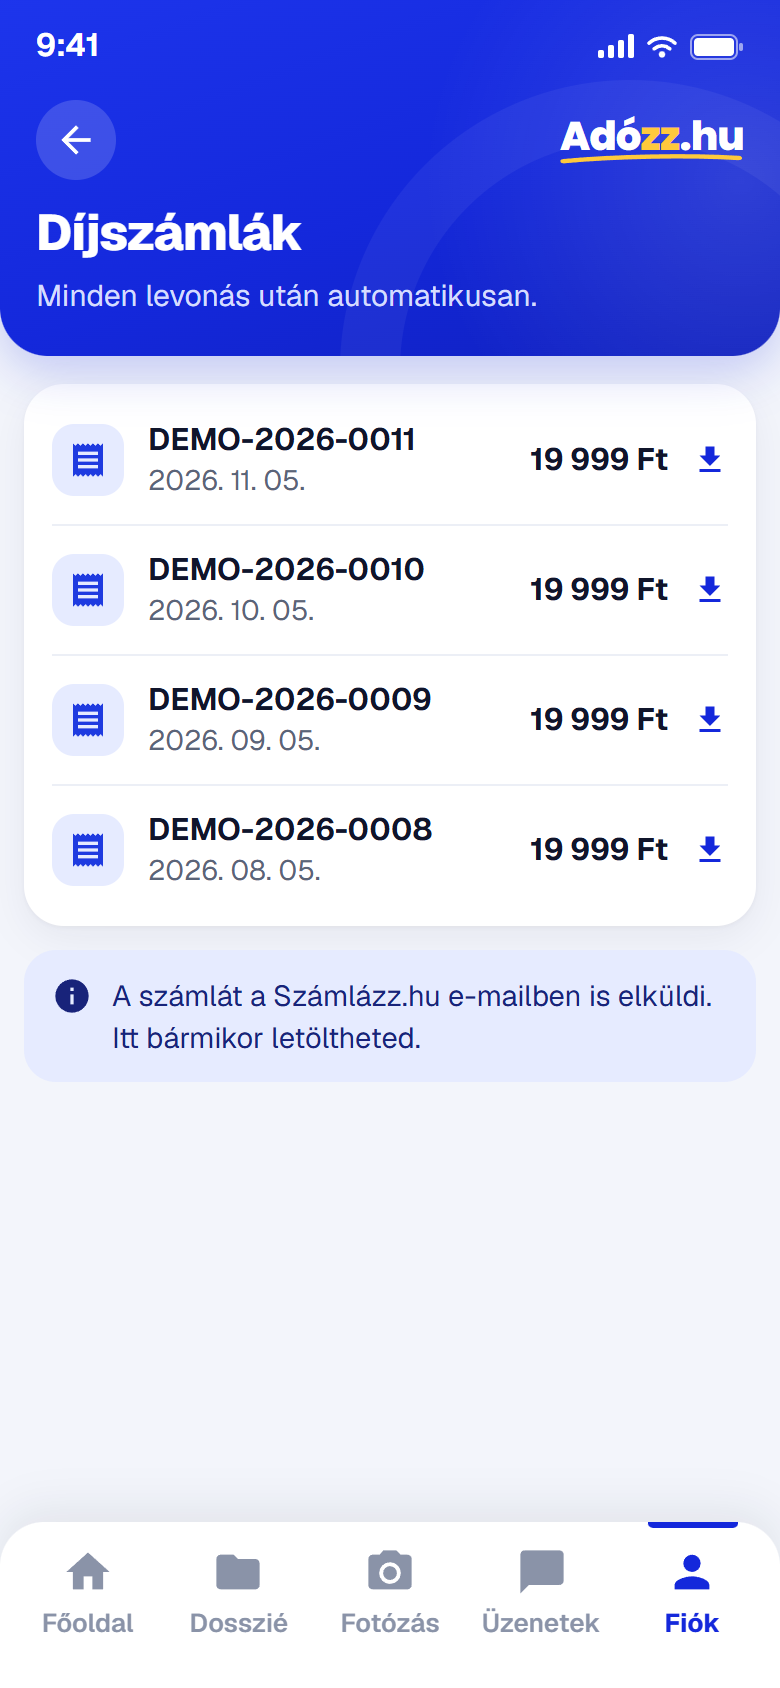 9:41
Adózz.hu
Díjszámlák
Minden levonás után automatikusan.
DEMO-2026-0011
2026. 11. 05.
19 999 Ft
DEMO-2026-0010
2026. 10. 05.
19 999 Ft
DEMO-2026-0009
2026. 09. 05.
19 999 Ft
DEMO-2026-0008
2026. 08. 05.
19 999 Ft
A számlát a Számlázz.hu e-mailben is elküldi.
Itt bármikor letöltheted.
Főoldal
Dosszié
Fotózás
Üzenetek
Fiók